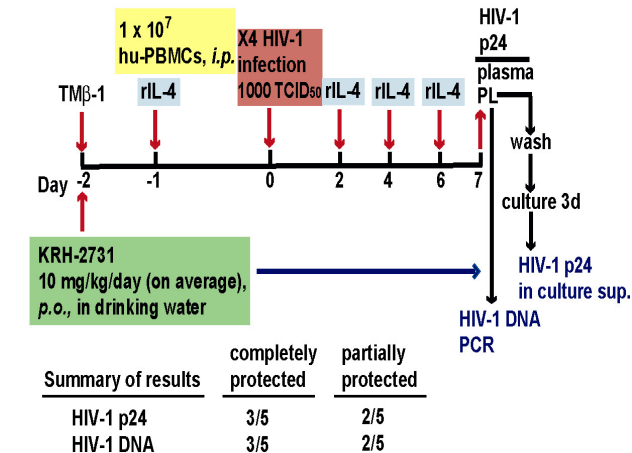 1 x 10⁷
hu-PBMCs, i.p.
X4 HIV-1
infection
1000 TCID₅₀
HIV-1
p24
plasma
PL
TMβ-1
rIL-4
rIL-4
rIL-4
rIL-4
wash
culture 3d
HIV-1 p24
in culture sup.
HIV-1 DNA
PCR
Day -2 -1 0 2 4 6 7
KRH-2731
10 mg/kg/day (on average),
p.o., in drinking water
Summary of results
completely
protected
partially
protected
HIV-1 p24 3/5 2/5
HIV-1 DNA 3/5 2/5